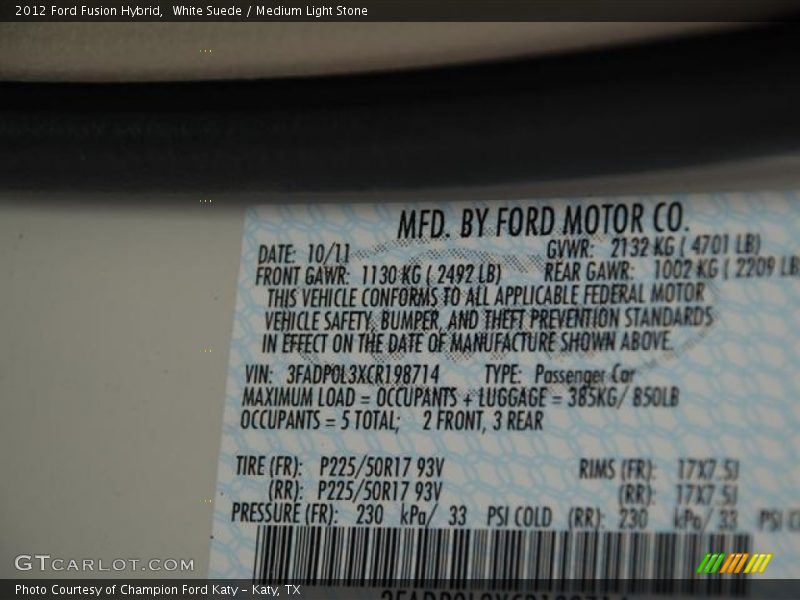 2012 Ford Fusion Hybrid, White Suede / Medium Light Stone
MFD. BY FORD MOTOR CO.
DATE: 10/11 GVWR: 2132 KG ( 4701 LB)
FRONT GAWR: 1130 KG ( 2492 LB) REAR GAWR: 1002 KG ( 2209 LB
THIS VEHICLE CONFORMS TO ALL APPLICABLE FEDERAL MOTOR
VEHICLE SAFETY, BUMPER, AND THEFT PREVENTION STANDARDS
IN EFFECT ON THE DATE OF MANUFACTURE SHOWN ABOVE.
VIN: 3FADP0L3XCR198714 TYPE: Passenger Car
MAXIMUM LOAD = OCCUPANTS + LUGGAGE = 385KG/ 850LB
OCCUPANTS = 5 TOTAL; 2 FRONT, 3 REAR
TIRE (FR): P225/50R17 93V RIMS (FR): 17X7.5J
(RR): P225/50R17 93V (RR): 17X7.5J
PRESSURE (FR): 230 kPa/ 33 PSI COLD (RR): 230 kPa/ 33 PSI
GTCARLOT.COM
Photo Courtesy of Champion Ford Katy - Katy, TX